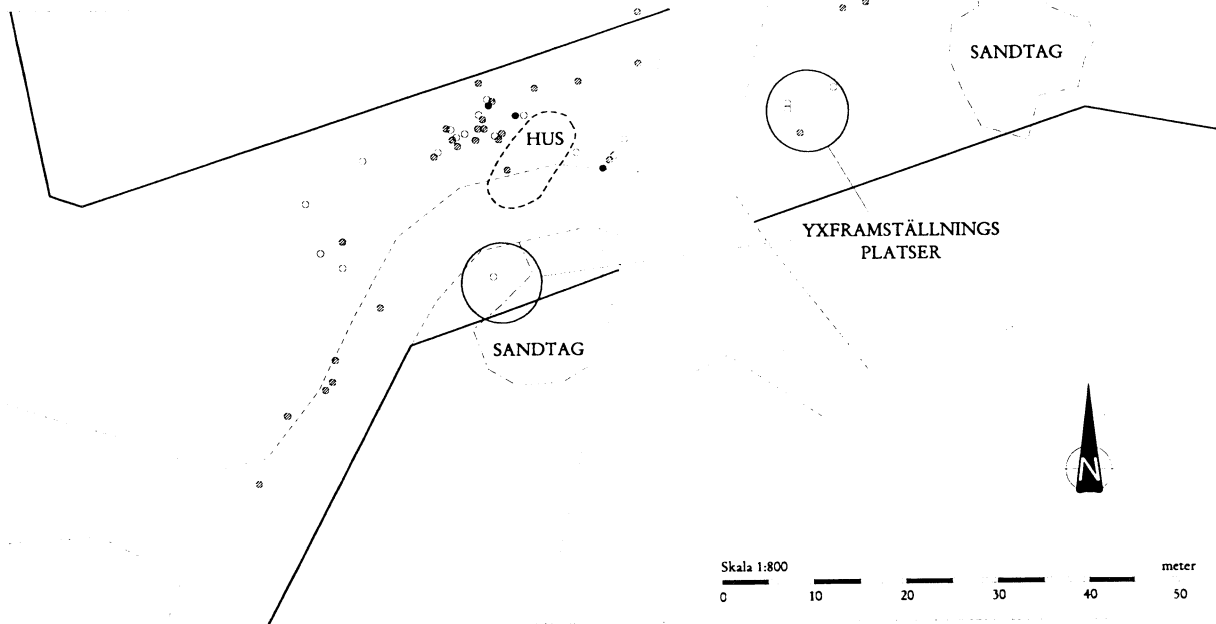 SANDTAG
HUS
YXFRAMSTÄLLNINGS
PLATSER
SANDTAG
N
Skala 1:800
meter
0 10 20 30 40 50